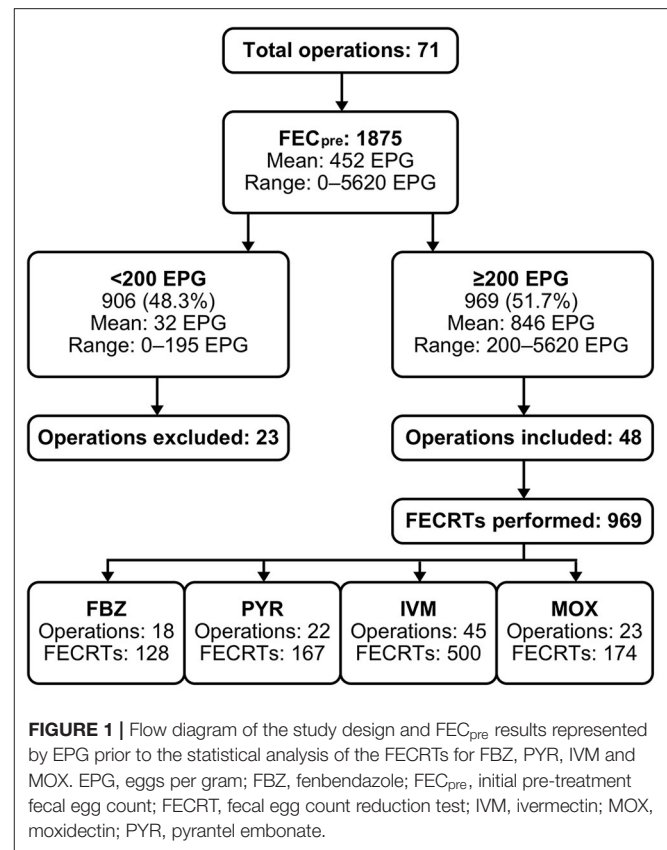 Total operations: 71
FECpre: 1875
Mean: 452 EPG
Range: 0–5620 EPG
<200 EPG
906 (48.3%)
Mean: 32 EPG
Range: 0–195 EPG
≥200 EPG
969 (51.7%)
Mean: 846 EPG
Range: 200–5620 EPG
Operations excluded: 23
Operations included: 48
FECRTs performed: 969
FBZ
Operations: 18
FECRTs: 128
PYR
Operations: 22
FECRTs: 167
IVM
Operations: 45
FECRTs: 500
MOX
Operations: 23
FECRTs: 174
FIGURE 1 | Flow diagram of the study design and FECpre results represented
by EPG prior to the statistical analysis of the FECRTs for FBZ, PYR, IVM and
MOX. EPG, eggs per gram; FBZ, fenbendazole; FECpre, initial pre-treatment
fecal egg count; FECRT, fecal egg count reduction test; IVM, ivermectin; MOX,
moxidectin; PYR, pyrantel embonate.